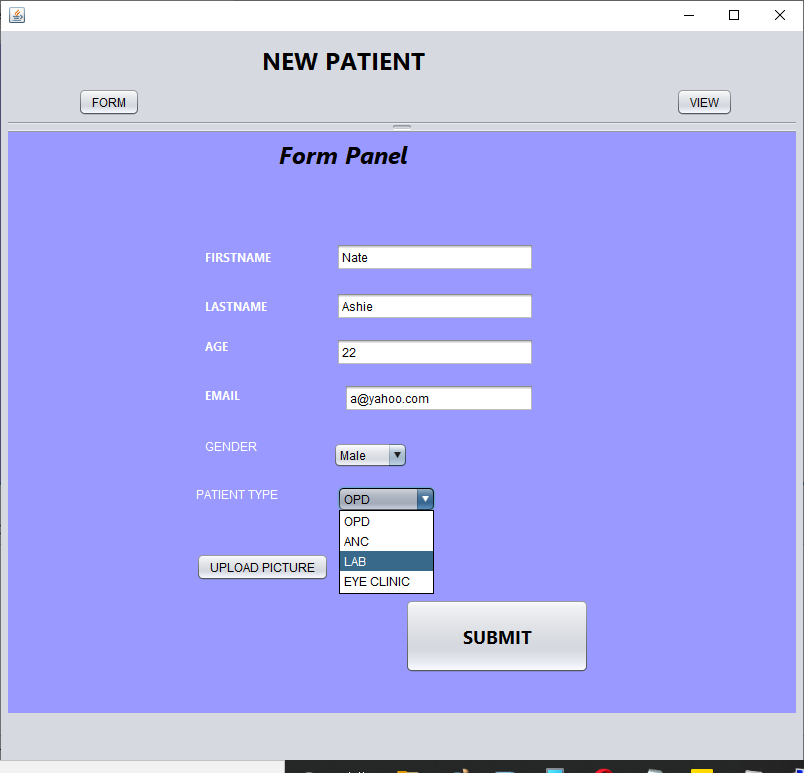 NEW PATIENT
FORM VIEW
Form Panel
FIRSTNAME Nate
LASTNAME Ashie
AGE 22
EMAIL a@yahoo.com
GENDER Male
PATIENT TYPE OPD
OPD
ANC
LAB
EYE CLINIC
UPLOAD PICTURE
SUBMIT